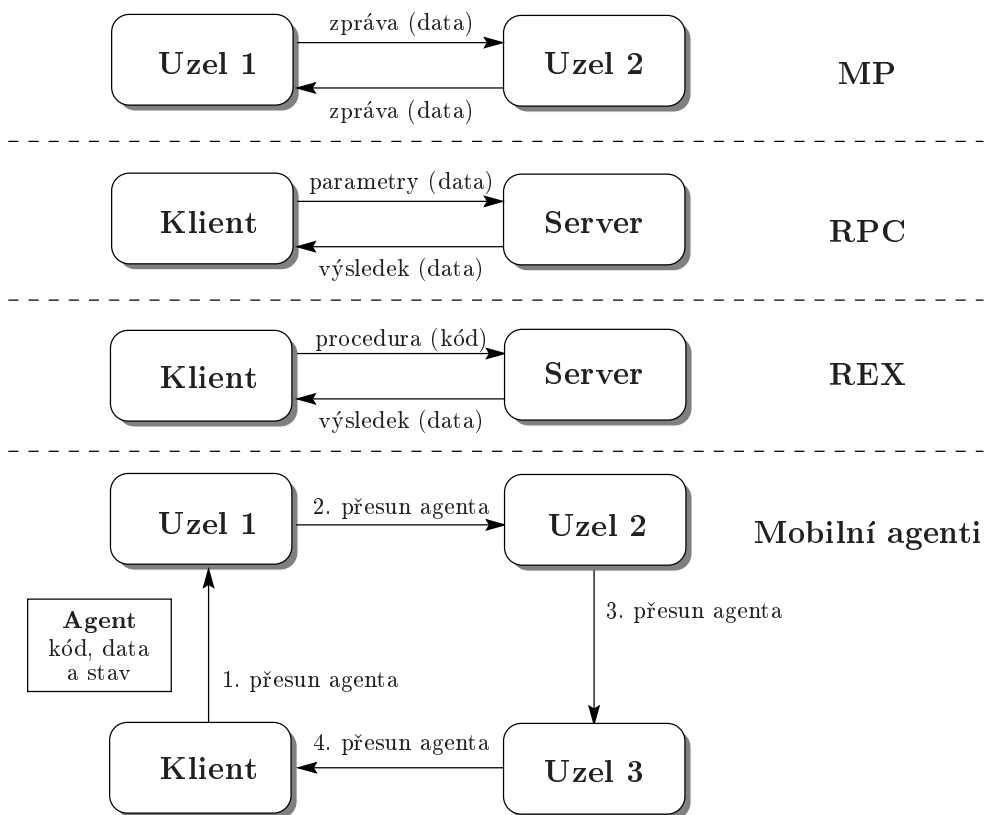 zpráva (data)
Uzel 1
Uzel 2
MP
zpráva (data)
parametry (data)
Klient
Server
RPC
výsledek (data)
procedura (kód)
Klient
Server
REX
výsledek (data)
Uzel 1
2. přesun agenta
Uzel 2
Mobilní agenti
Agent
kód, data
a stav
3. přesun agenta
1. přesun agenta
Klient
4. přesun agenta
Uzel 3